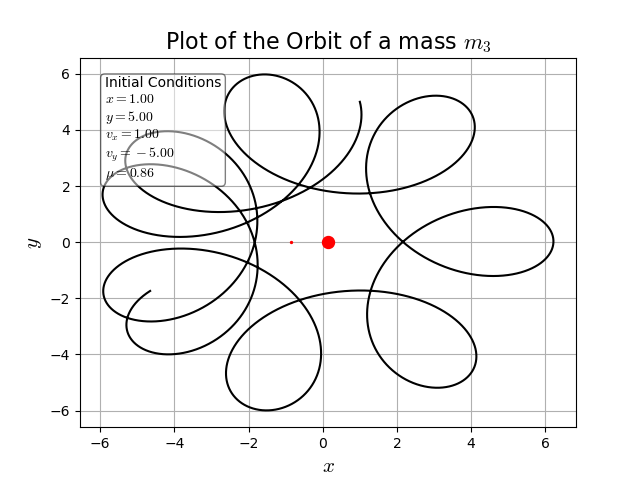 Plot of the Orbit of a mass m₃
Initial Conditions
x = 1.00
y = 5.00
vₓ = 1.00
v_y = −5.00
μ = 0.86
y
6
4
2
0
−2
−4
−6
−6 −4 −2 0 2 4 6
x